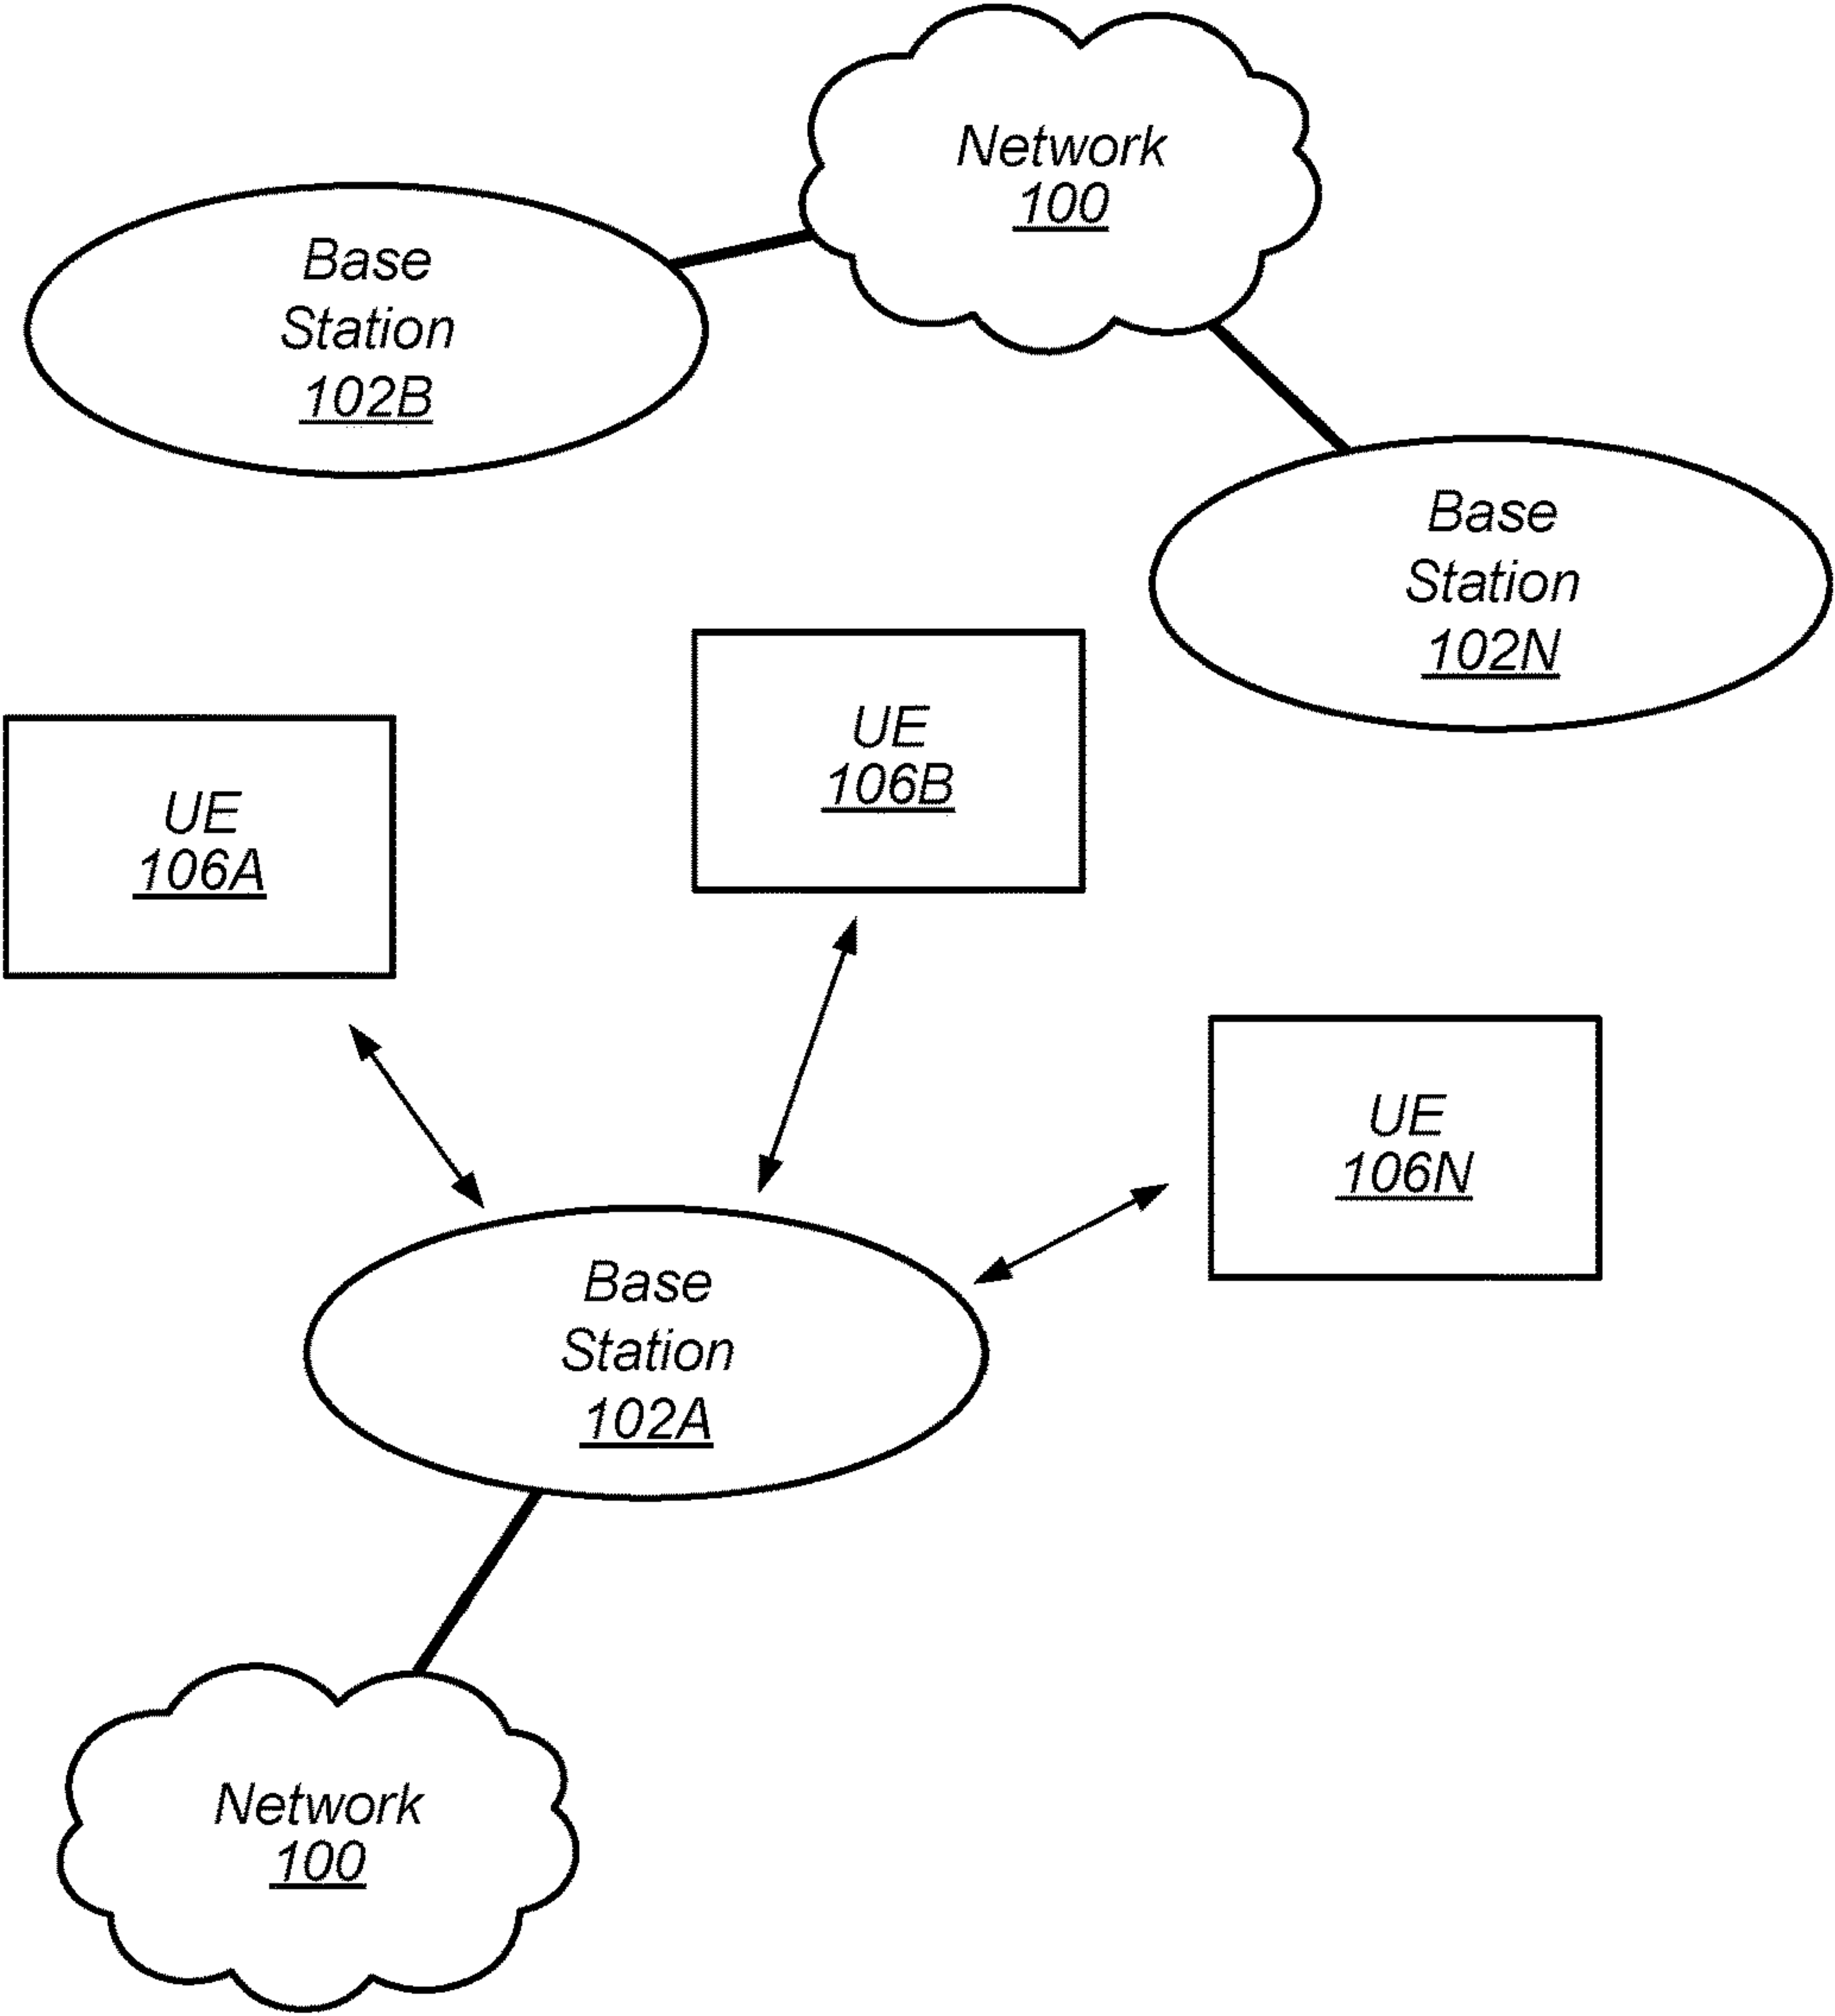 Network
100
Base
Station
102B
Base
Station
102N
UE
106B
UE
106A
UE
106N
Base
Station
102A
Network
100